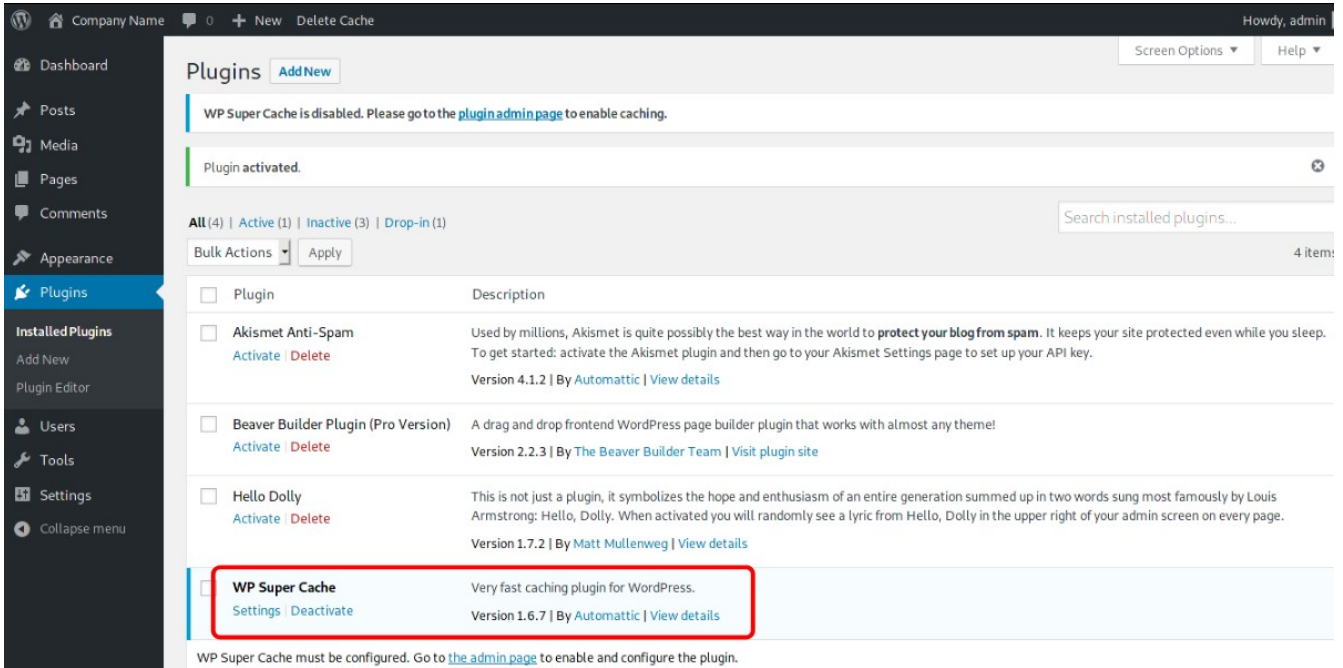 Company Name 0 + New Delete Cache Howdy, admin
Screen Options ▼ Help ▼
Dashboard
Posts
Media
Pages
Comments
Appearance
Plugins
Installed Plugins
Add New
Plugin Editor
Users
Tools
Settings
Collapse menu
Plugins Add New
WP Super Cache is disabled. Please go to the plugin admin page to enable caching.
Plugin activated.
All (4) | Active (1) | Inactive (3) | Drop-in (1)
Search installed plugins...
Bulk Actions Apply
4 items
Plugin Description
Akismet Anti-Spam
Activate | Delete
Used by millions, Akismet is quite possibly the best way in the world to protect your blog from spam. It keeps your site protected even while you sleep.
To get started: activate the Akismet plugin and then go to your Akismet Settings page to set up your API key.
Version 4.1.2 | By Automattic | View details
Beaver Builder Plugin (Pro Version)
Activate | Delete
A drag and drop frontend WordPress page builder plugin that works with almost any theme!
Version 2.2.3 | By The Beaver Builder Team | Visit plugin site
Hello Dolly
Activate | Delete
This is not just a plugin, it symbolizes the hope and enthusiasm of an entire generation summed up in two words sung most famously by Louis
Armstrong: Hello, Dolly. When activated you will randomly see a lyric from Hello, Dolly in the upper right of your admin screen on every page.
Version 1.7.2 | By Matt Mullenweg | View details
WP Super Cache
Settings | Deactivate
Very fast caching plugin for WordPress.
Version 1.6.7 | By Automattic | View details
WP Super Cache must be configured. Go to the admin page to enable and configure the plugin.